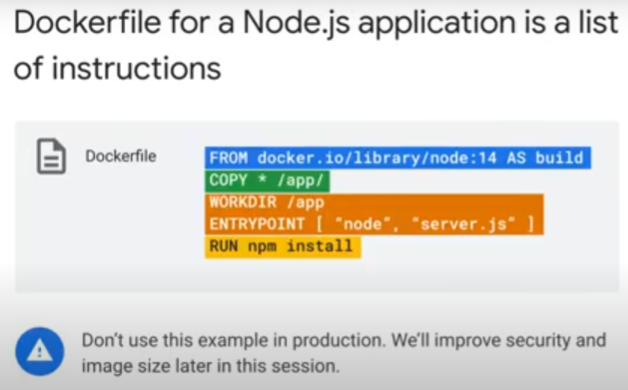 Dockerfile for a Node.js application is a list
of instructions
Dockerfile
FROM docker.io/library/node:14 AS build
COPY * /app/
WORKDIR /app
ENTRYPOINT [ "node", "server.js" ]
RUN npm install
Don't use this example in production. We'll improve security and
image size later in this session.